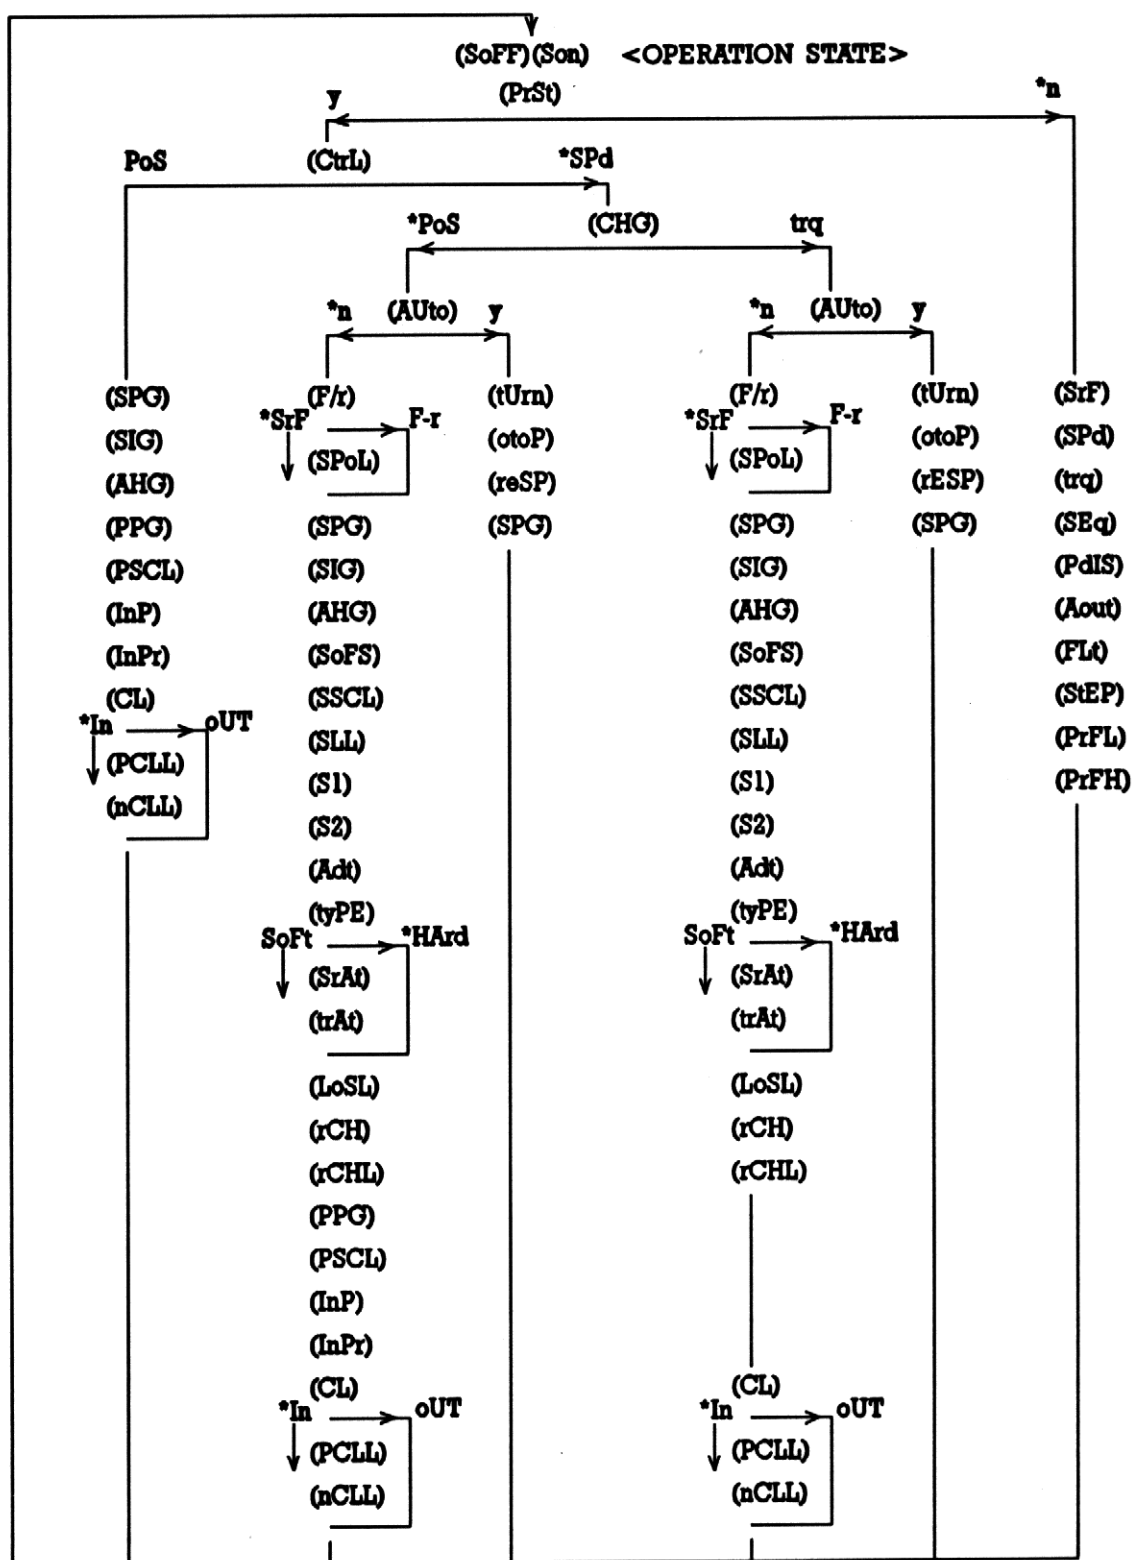 (SoFF)(Son) <OPERATION STATE>
(PrSt)
y *n
PoS (CtrL) *SPd
*PoS (CHG) trq
*n (AUto) y *n (AUto) y
(SPG) (F/r) (tUrn) (F/r) (tUrn) (SrF)
*SrF F-r *SrF F-r
(SIG) (otoP) (otoP) (SPd)
(SPoL) (SPoL)
(AHG) (reSP) (rESP) (trq)
(PPG) (SPG) (SPG) (SPG) (SPG) (SEq)
(PSCL) (SIG) (SIG) (PdIS)
(InP) (AHG) (AHG) (Aout)
(InPr) (SoFS) (SoFS) (FLt)
(CL) (SSCL) (SSCL) (StEP)
*In oUT
(PCLL) (SLL) (SLL) (PrFL)
(nCLL) (S1) (S1) (PrFH)
(S2) (S2)
(Adt) (Adt)
(tyPE) (tyPE)
SoFt *HArd SoFt *HArd
(SrAt) (SrAt)
(trAt) (trAt)
(LoSL) (LoSL)
(rCH) (rCH)
(rCHL) (rCHL)
(PPG)
(PSCL)
(InP)
(InPr)
(CL) (CL)
*In oUT *In oUT
(PCLL) (PCLL)
(nCLL) (nCLL)